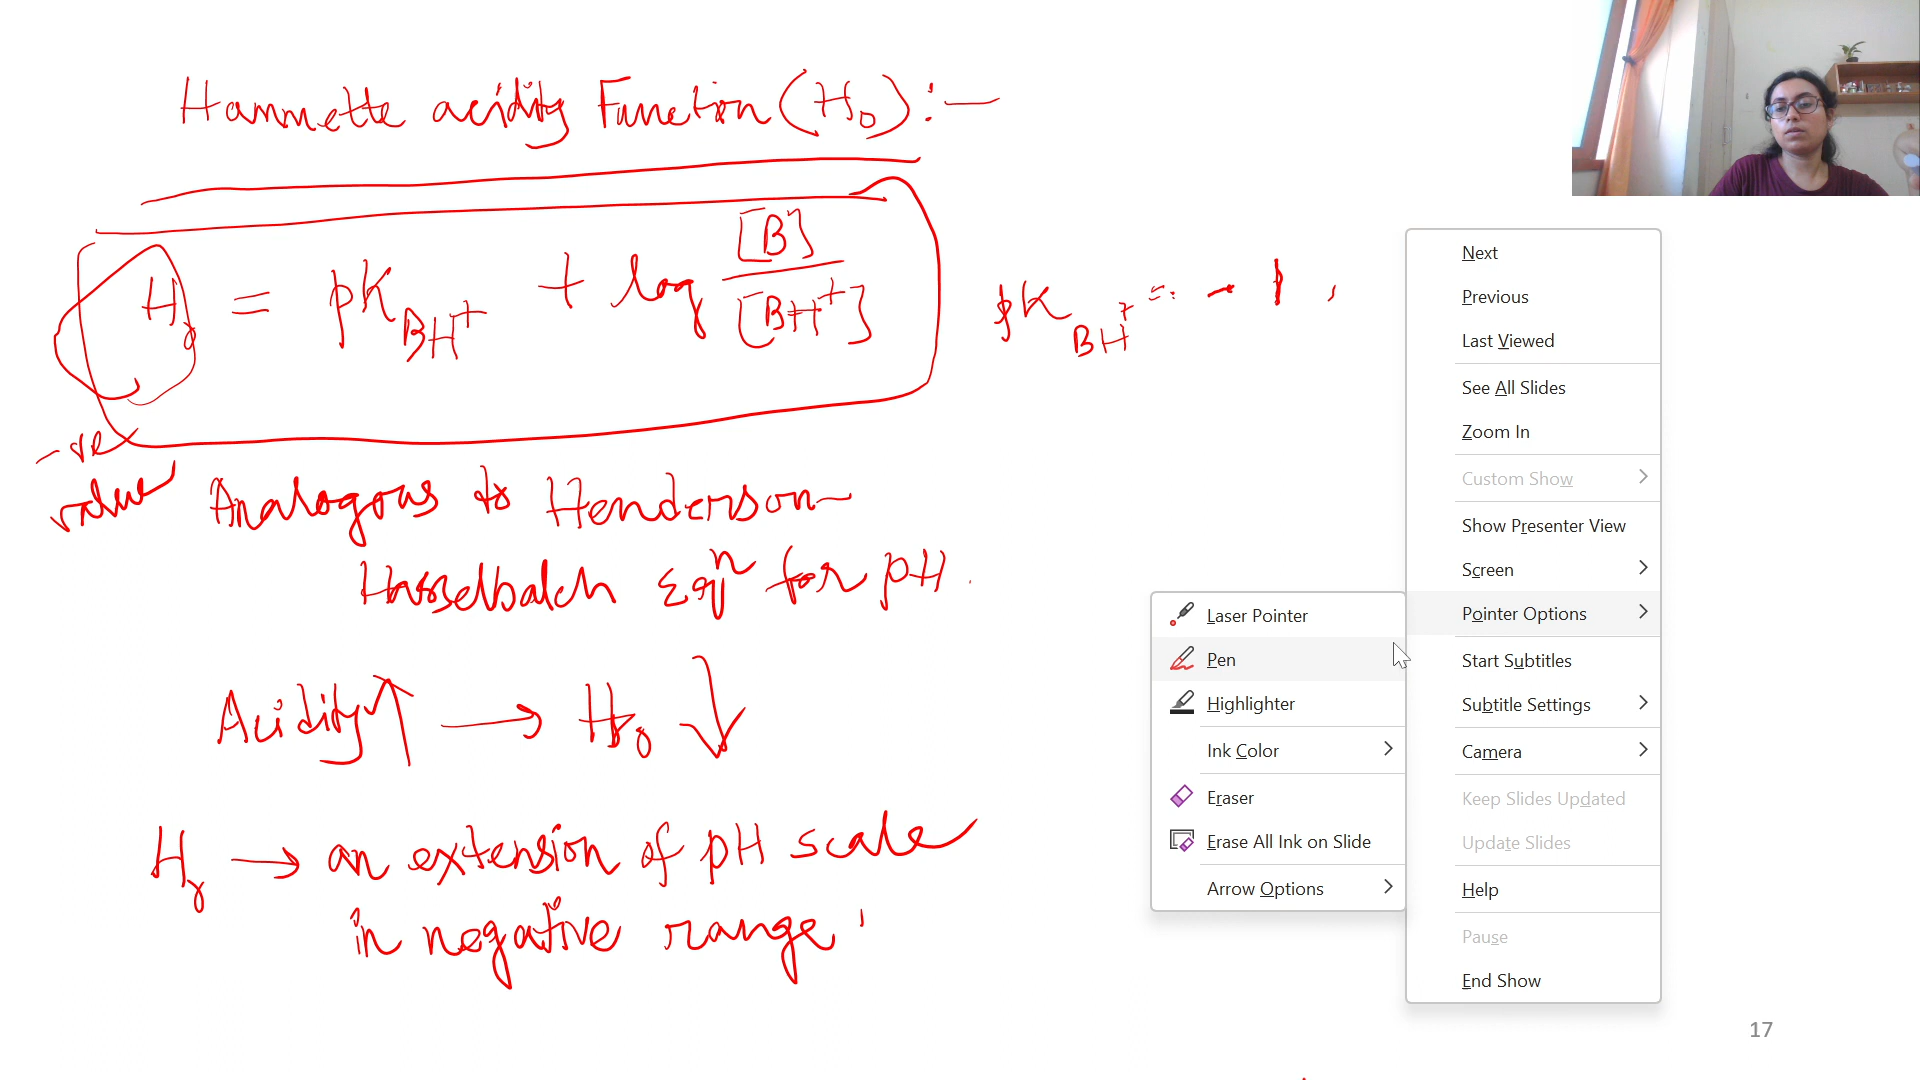 Hammette acidity Function (H₀) :—
H₀ = pK_BH⁺ + log [B]/[BH⁺]
pK_BH⁺ = - 1,
-ve value
Analogous to Henderson-
Hasselbalch Eqⁿ for pH.
Acidity↑ → H₀ ↓
H₀ → an extension of pH scale
in negative range.
Next
Previous
Last Viewed
See All Slides
Zoom In
Custom Show
Show Presenter View
Screen
Pointer Options
Start Subtitles
Subtitle Settings
Camera
Keep Slides Updated
Update Slides
Help
Pause
End Show
Laser Pointer
Pen
Highlighter
Ink Color
Eraser
Erase All Ink on Slide
Arrow Options
17